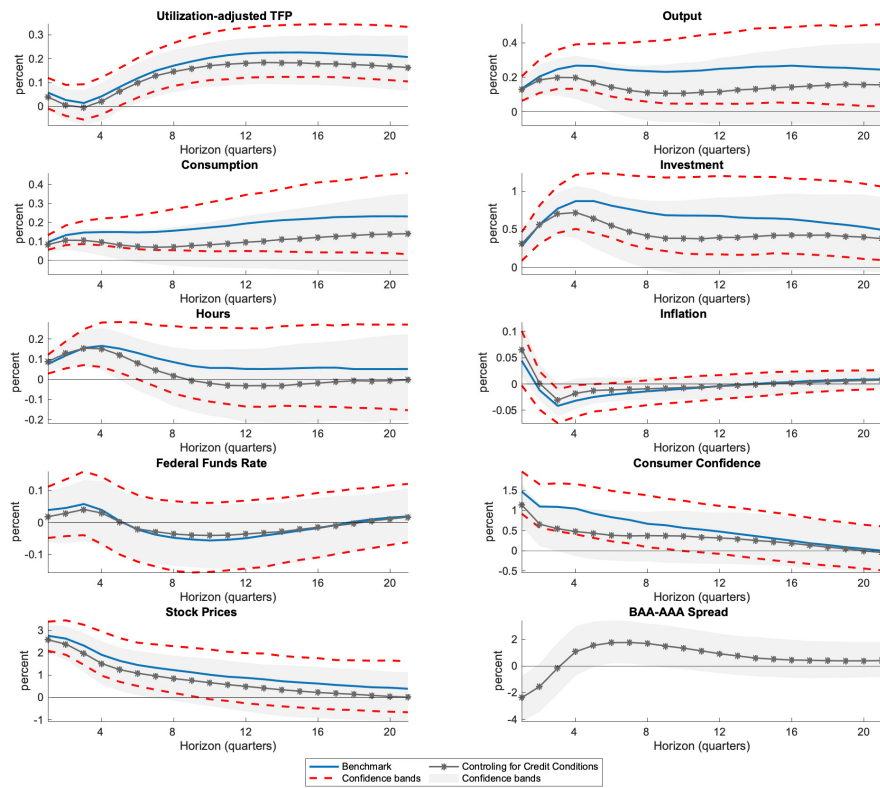 Utilization-adjusted TFP
percent
0.3
0.2
0.1
0
4 8 12 16 20
Horizon (quarters)
Output
percent
0.4
0.2
0
4 8 12 16 20
Horizon (quarters)
Consumption
percent
0.4
0.3
0.2
0.1
0
4 8 12 16 20
Horizon (quarters)
Investment
percent
1
0.5
0
4 8 12 16 20
Horizon (quarters)
Hours
percent
0.2
0.1
0
-0.1
-0.2
4 8 12 16 20
Horizon (quarters)
Inflation
percent
0.1
0.05
0
-0.05
4 8 12 16 20
Horizon (quarters)
Federal Funds Rate
percent
0.1
0
-0.1
4 8 12 16 20
Horizon (quarters)
Consumer Confidence
percent
1.5
1
0.5
0
-0.5
4 8 12 16 20
Horizon (quarters)
Stock Prices
percent
3
2
1
0
-1
4 8 12 16 20
Horizon (quarters)
BAA-AAA Spread
percent
2
0
-2
-4
4 8 12 16 20
Horizon (quarters)
Benchmark
Controling for Credit Conditions
Confidence bands
Confidence bands